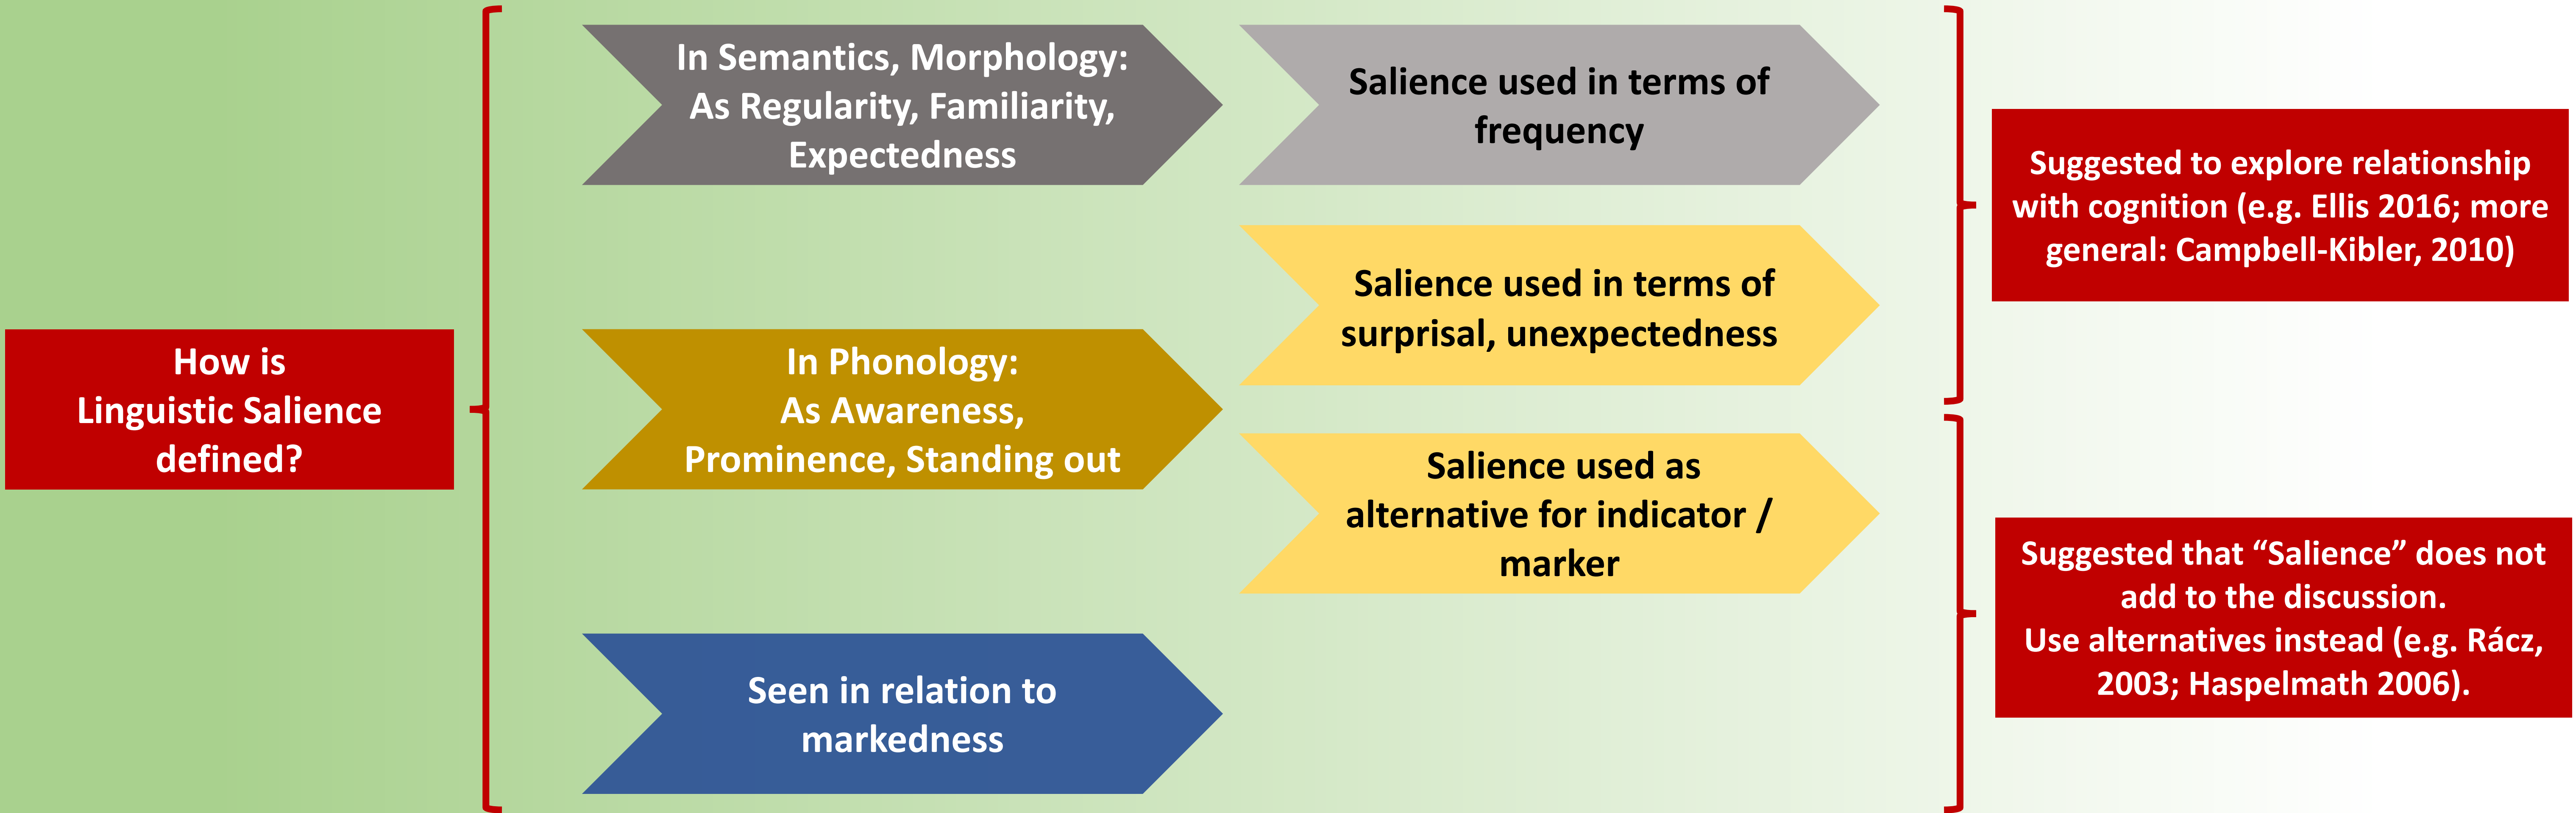 How is
Linguistic Salience
defined?
In Semantics, Morphology:
As Regularity, Familiarity,
Expectedness
Salience used in terms of
frequency
In Phonology:
As Awareness,
Prominence, Standing out
Salience used in terms of
surprisal, unexpectedness
Salience used as
alternative for indicator /
marker
Seen in relation to
markedness
Suggested to explore relationship
with cognition (e.g. Ellis 2016; more
general: Campbell-Kibler, 2010)
Suggested that “Salience” does not
add to the discussion.
Use alternatives instead (e.g. Rácz,
2003; Haspelmath 2006).